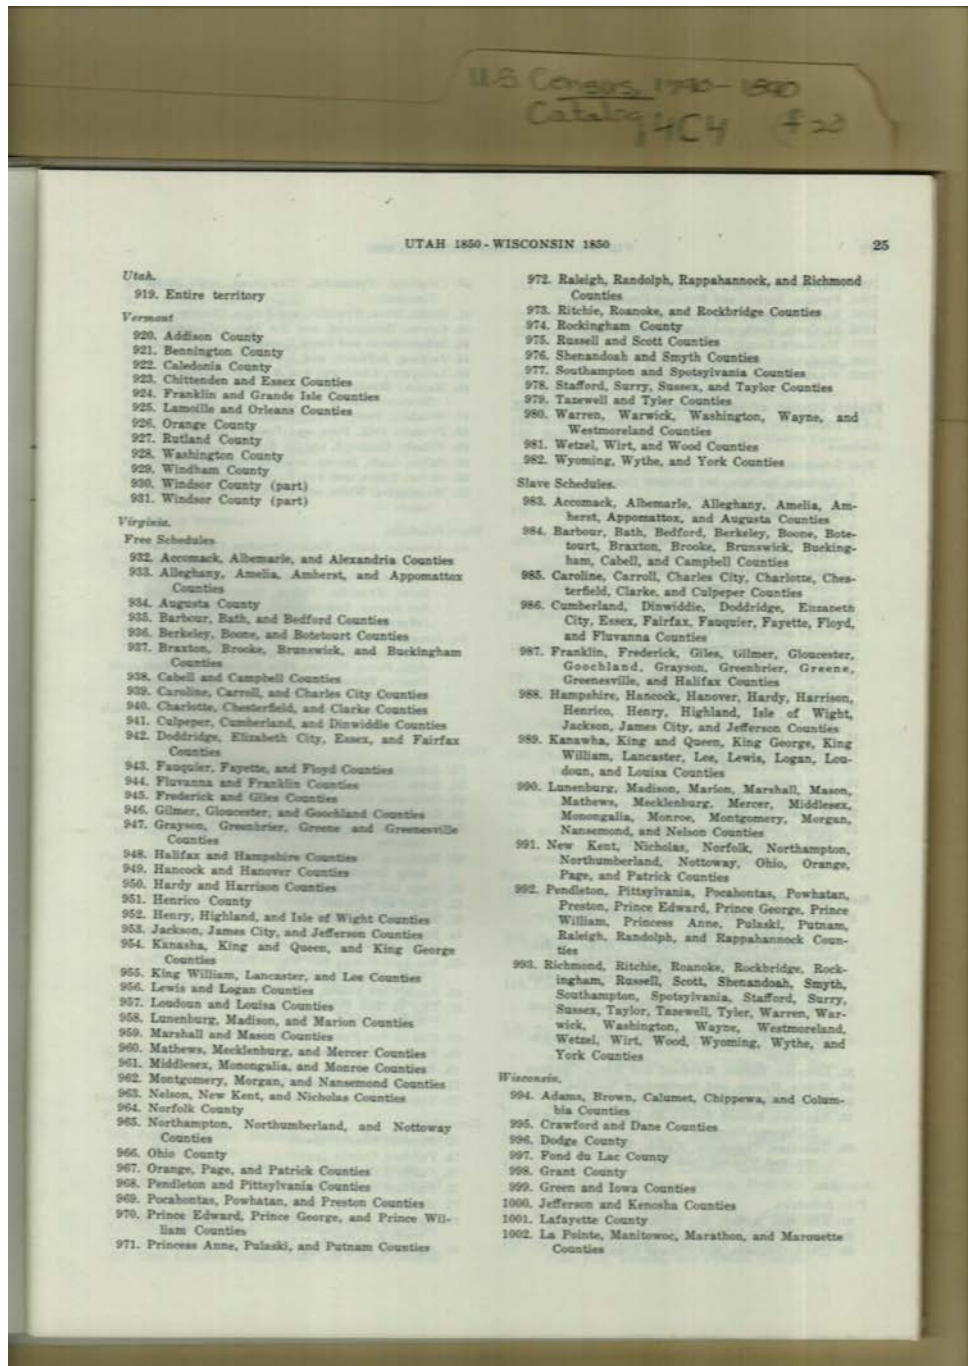 U.S. Census, 1790-1890
Catalog 4C4 (f 20)
UTAH 1850-WISCONSIN 1850 25
Utah.
919. Entire territory
Vermont
920. Addison County
921. Bennington County
922. Caledonia County
923. Chittenden and Essex Counties
924. Franklin and Grande Isle Counties
925. Lamoille and Orleans Counties
926. Orange County
927. Rutland County
928. Washington County
929. Windham County
930. Windsor County (part)
931. Windsor County (part)
Virginia.
Free Schedules
932. Accomack, Albemarle, and Alexandria Counties
933. Alleghany, Amelia, Amherst, and Appomattox
Counties
934. Augusta County
935. Barbour, Bath, and Bedford Counties
936. Berkeley, Boone, and Botetourt Counties
937. Braxton, Brooke, Brunswick, and Buckingham
Counties
938. Cabell and Campbell Counties
939. Caroline, Carroll, and Charles City Counties
940. Charlotte, Chesterfield, and Clarke Counties
941. Culpeper, Cumberland, and Dinwiddie Counties
942. Doddridge, Elizabeth City, Essex, and Fairfax
Counties
943. Fauquier, Fayette, and Floyd Counties
944. Fluvanna and Franklin Counties
945. Frederick and Giles Counties
946. Gilmer, Gloucester, and Goochland Counties
947. Grayson, Greenbrier, Greene and Greenesville
Counties
948. Halifax and Hampshire Counties
949. Hancock and Hanover Counties
950. Hardy and Harrison Counties
951. Henrico County
952. Henry, Highland, and Isle of Wight Counties
953. Jackson, James City, and Jefferson Counties
954. Kanasha, King and Queen, and King George
Counties
955. King William, Lancaster, and Lee Counties
956. Lewis and Logan Counties
957. Loudoun and Louisa Counties
958. Lunenburg, Madison, and Marion Counties
959. Marshall and Mason Counties
960. Mathews, Mecklenburg, and Mercer Counties
961. Middlesex, Monongalia, and Monroe Counties
962. Montgomery, Morgan, and Nansemond Counties
963. Nelson, New Kent, and Nicholas Counties
964. Norfolk County
965. Northampton, Northumberland, and Nottoway
Counties
966. Ohio County
967. Orange, Page, and Patrick Counties
968. Pendleton and Pittsylvania Counties
969. Pocahontas, Powhatan, and Preston Counties
970. Prince Edward, Prince George, and Prince Wil-
liam Counties
971. Princess Anne, Pulaski, and Putnam Counties
972. Raleigh, Randolph, Rappahannock, and Richmond
Counties
973. Ritchie, Roanoke, and Rockbridge Counties
974. Rockingham County
975. Russell and Scott Counties
976. Shenandoah and Smyth Counties
977. Southampton and Spotsylvania Counties
978. Stafford, Surry, Sussex, and Taylor Counties
979. Tazewell and Tyler Counties
980. Warren, Warwick, Washington, Wayne, and
Westmoreland Counties
981. Wetzel, Wirt, and Wood Counties
982. Wyoming, Wythe, and York Counties
Slave Schedules.
983. Accomack, Albemarle, Alleghany, Amelia, Am-
herst, Appomattox, and Augusta Counties
984. Barbour, Bath, Bedford, Berkeley, Boone, Bote-
tourt, Braxton, Brooke, Brunswick, Bucking-
ham, Cabell, and Campbell Counties
985. Caroline, Carroll, Charles City, Charlotte, Ches-
terfield, Clarke, and Culpeper Counties
986. Cumberland, Dinwiddie, Doddridge, Elizabeth
City, Essex, Fairfax, Fauquier, Fayette, Floyd,
and Fluvanna Counties
987. Franklin, Frederick, Giles, Gilmer, Gloucester,
Goochland, Grayson, Greenbrier, Greene,
Greenesville, and Halifax Counties
988. Hampshire, Hancock, Hanover, Hardy, Harrison,
Henrico, Henry, Highland, Isle of Wight,
Jackson, James City, and Jefferson Counties
989. Kanawha, King and Queen, King George, King
William, Lancaster, Lee, Lewis, Logan, Lou-
doun, and Louisa Counties
990. Lunenburg, Madison, Marion, Marshall, Mason,
Mathews, Mecklenburg, Mercer, Middlesex,
Monongalia, Monroe, Montgomery, Morgan,
Nansemond, and Nelson Counties
991. New Kent, Nicholas, Norfolk, Northampton,
Northumberland, Nottoway, Ohio, Orange,
Page, and Patrick Counties
992. Pendleton, Pittsylvania, Pocahontas, Powhatan,
Preston, Prince Edward, Prince George, Prince
William, Princess Anne, Pulaski, Putnam,
Raleigh, Randolph, and Rappahannock Coun-
ties
993. Richmond, Ritchie, Roanoke, Rockbridge, Rock-
ingham, Russell, Scott, Shenandoah, Smyth,
Southampton, Spotsylvania, Stafford, Surry,
Sussex, Taylor, Tazewell, Tyler, Warren, War-
wick, Washington, Wayne, Westmoreland,
Wetzel, Wirt, Wood, Wyoming, Wythe, and
York Counties
Wisconsin.
994. Adams, Brown, Calumet, Chippewa, and Colum-
bia Counties
995. Crawford and Dane Counties
996. Dodge County
997. Fond du Lac County
998. Grant County
999. Green and Iowa Counties
1000. Jefferson and Kenosha Counties
1001. Lafayette County
1002. La Pointe, Manitowoc, Marathon, and Marquette
Counties